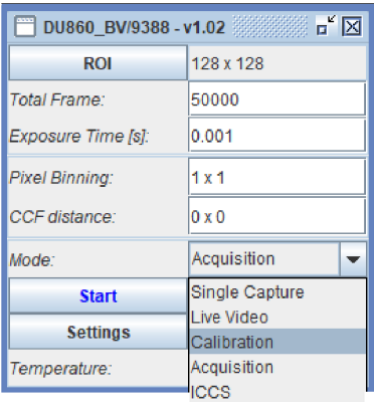 DU860_BV/9388 - v1.02
ROI 128 x 128
Total Frame: 50000
Exposure Time [s]: 0.001
Pixel Binning: 1 x 1
CCF distance: 0 x 0
Mode: Acquisition
Start Single Capture
Live Video
Settings Calibration
Temperature: Acquisition
ICCS